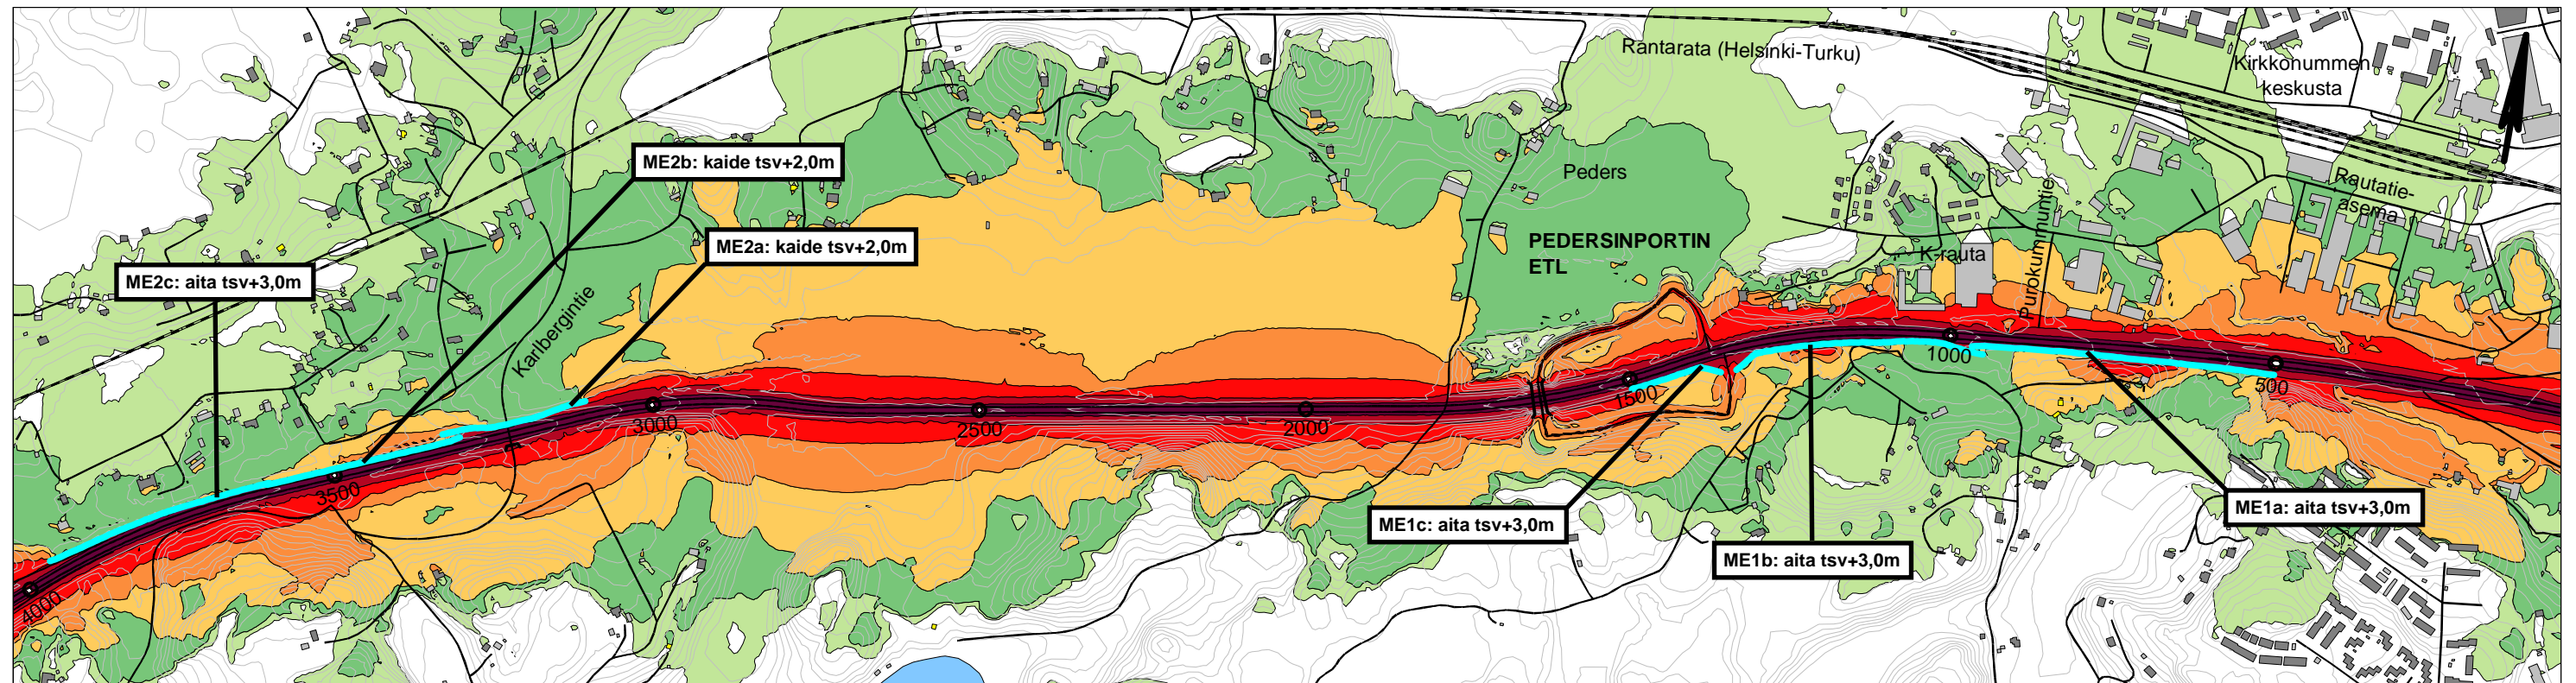 Rantarata (Helsinki-Turku)
Kirkkonummen
keskusta
ME2b: kaide tsv+2,0m
Peders
Rautatie-
asema
ME2a: kaide tsv+2,0m
PEDERSINPORTIN
ETL
K-rauta
Purokummuntie
ME2c: aita tsv+3,0m
Karlbergintie
1000
500
1500
3000
2500
2000
3500
ME1a: aita tsv+3,0m
ME1c: aita tsv+3,0m
ME1b: aita tsv+3,0m
4000